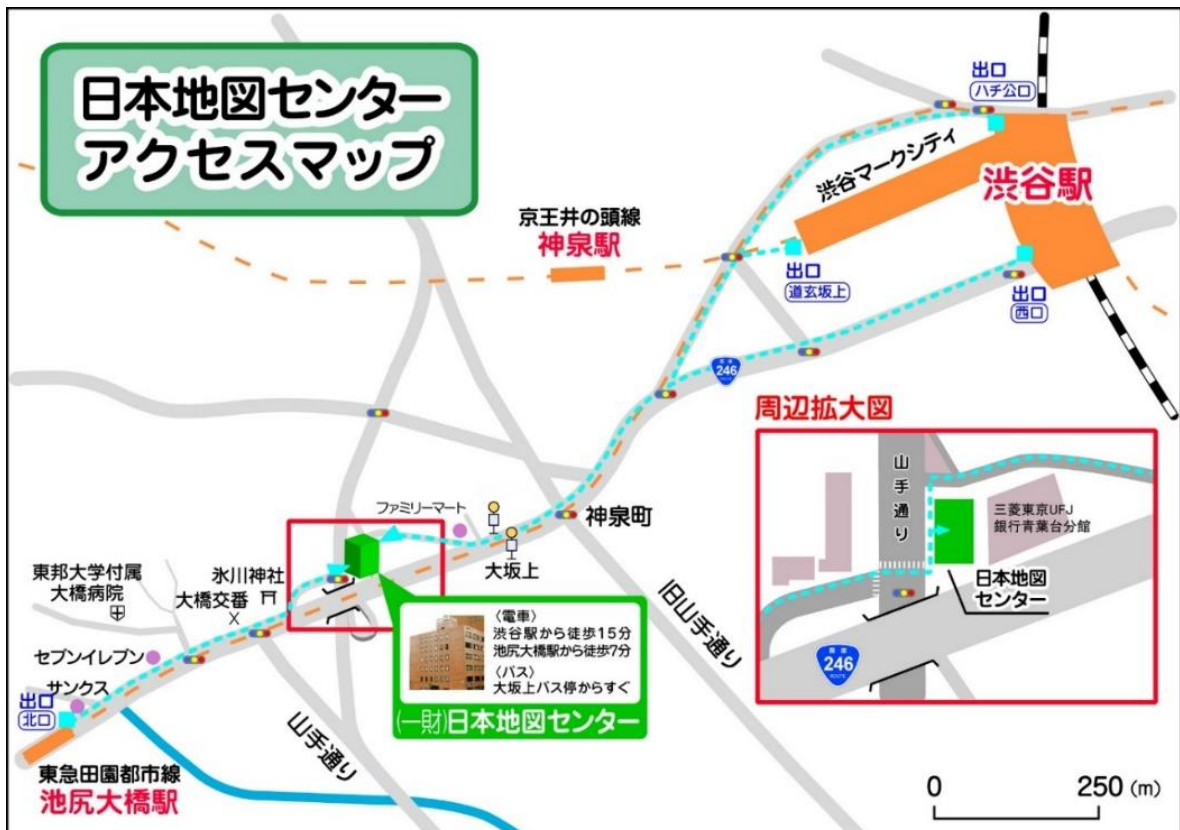 日本地図センター
アクセスマップ
出口
ハチ公口
渋谷マークシティ
渋谷駅
京王井の頭線
神泉駅
出口
道玄坂上
出口
西口
246
ROUTE
周辺拡大図
山手通り
三菱東京UFJ
銀行青葉台分館
日本地図
センター
246
ROUTE
ファミリーマート
神泉町
大坂上
旧山手通り
氷川神社
大橋交番
東邦大学付属
大橋病院
〈電車〉
渋谷駅から徒歩15分
池尻大橋駅から徒歩7分
〈バス〉
大坂上バス停からすぐ
(一財)日本地図センター
セブンイレブン
サンクス
出口
北口
山手通り
東急田園都市線
池尻大橋駅
0 250 (m)